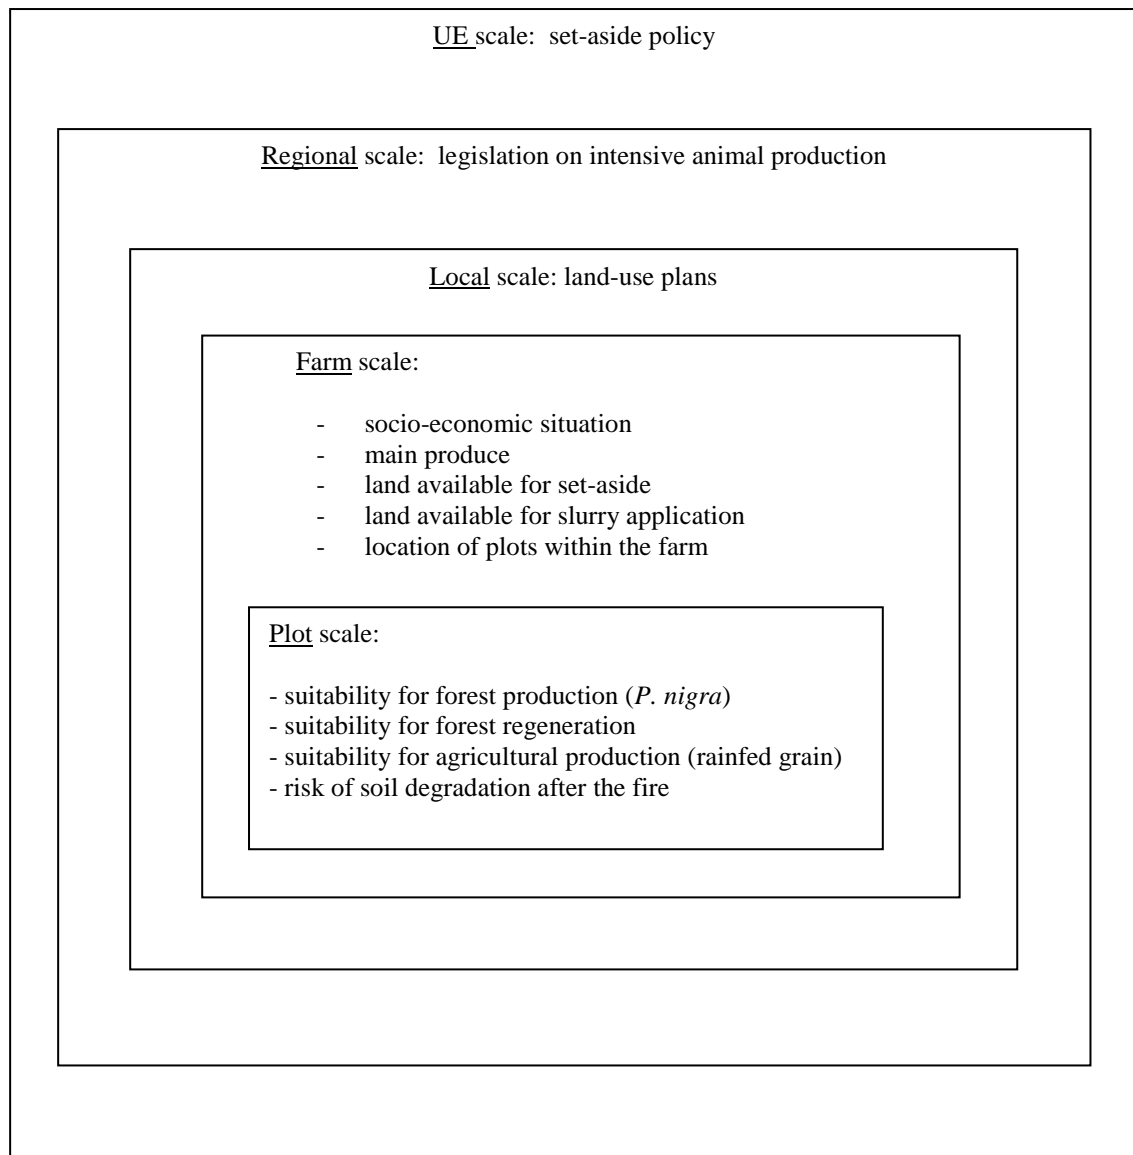 UE scale: set-aside policy
Regional scale: legislation on intensive animal production
Local scale: land-use plans
Farm scale:
- socio-economic situation
- main produce
- land available for set-aside
- land available for slurry application
- location of plots within the farm
Plot scale:
- suitability for forest production (P. nigra)
- suitability for forest regeneration
- suitability for agricultural production (rainfed grain)
- risk of soil degradation after the fire